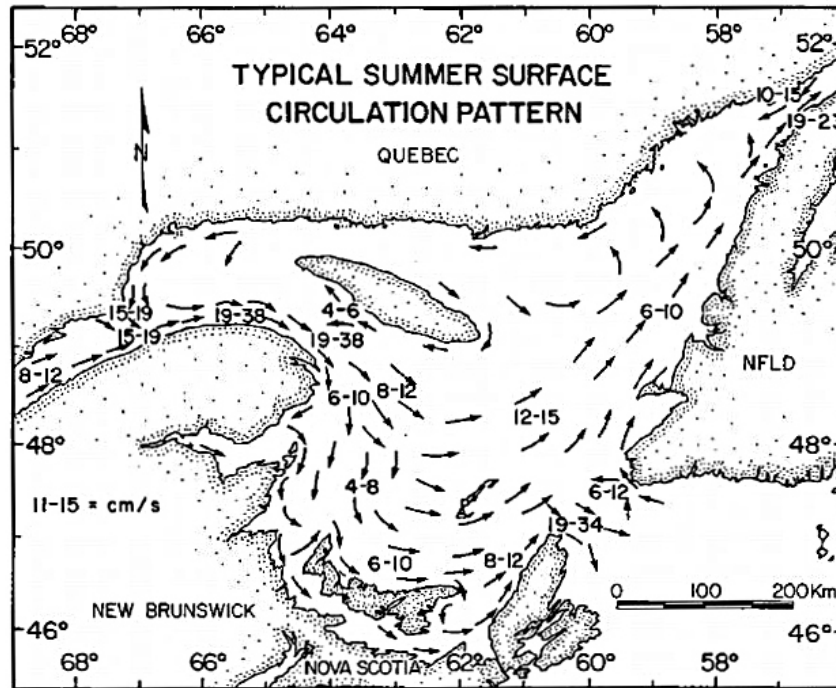 68° 66° 64° 62° 60° 58°
52° 52°
TYPICAL SUMMER SURFACE
CIRCULATION PATTERN
10-15
19-23
N
QUEBEC
50° 50°
15-19
15-19
19-38
4-6
19-38
6-10
8-12
NFLD
6-10
8-12
12-15
48° 48°
4-8
6-12
11-15 = cm/s
19-34
6-10
8-12
0 100 200 Km
NEW BRUNSWICK
46° 46°
NOVA SCOTIA
68° 66° 64° 62° 60° 58°